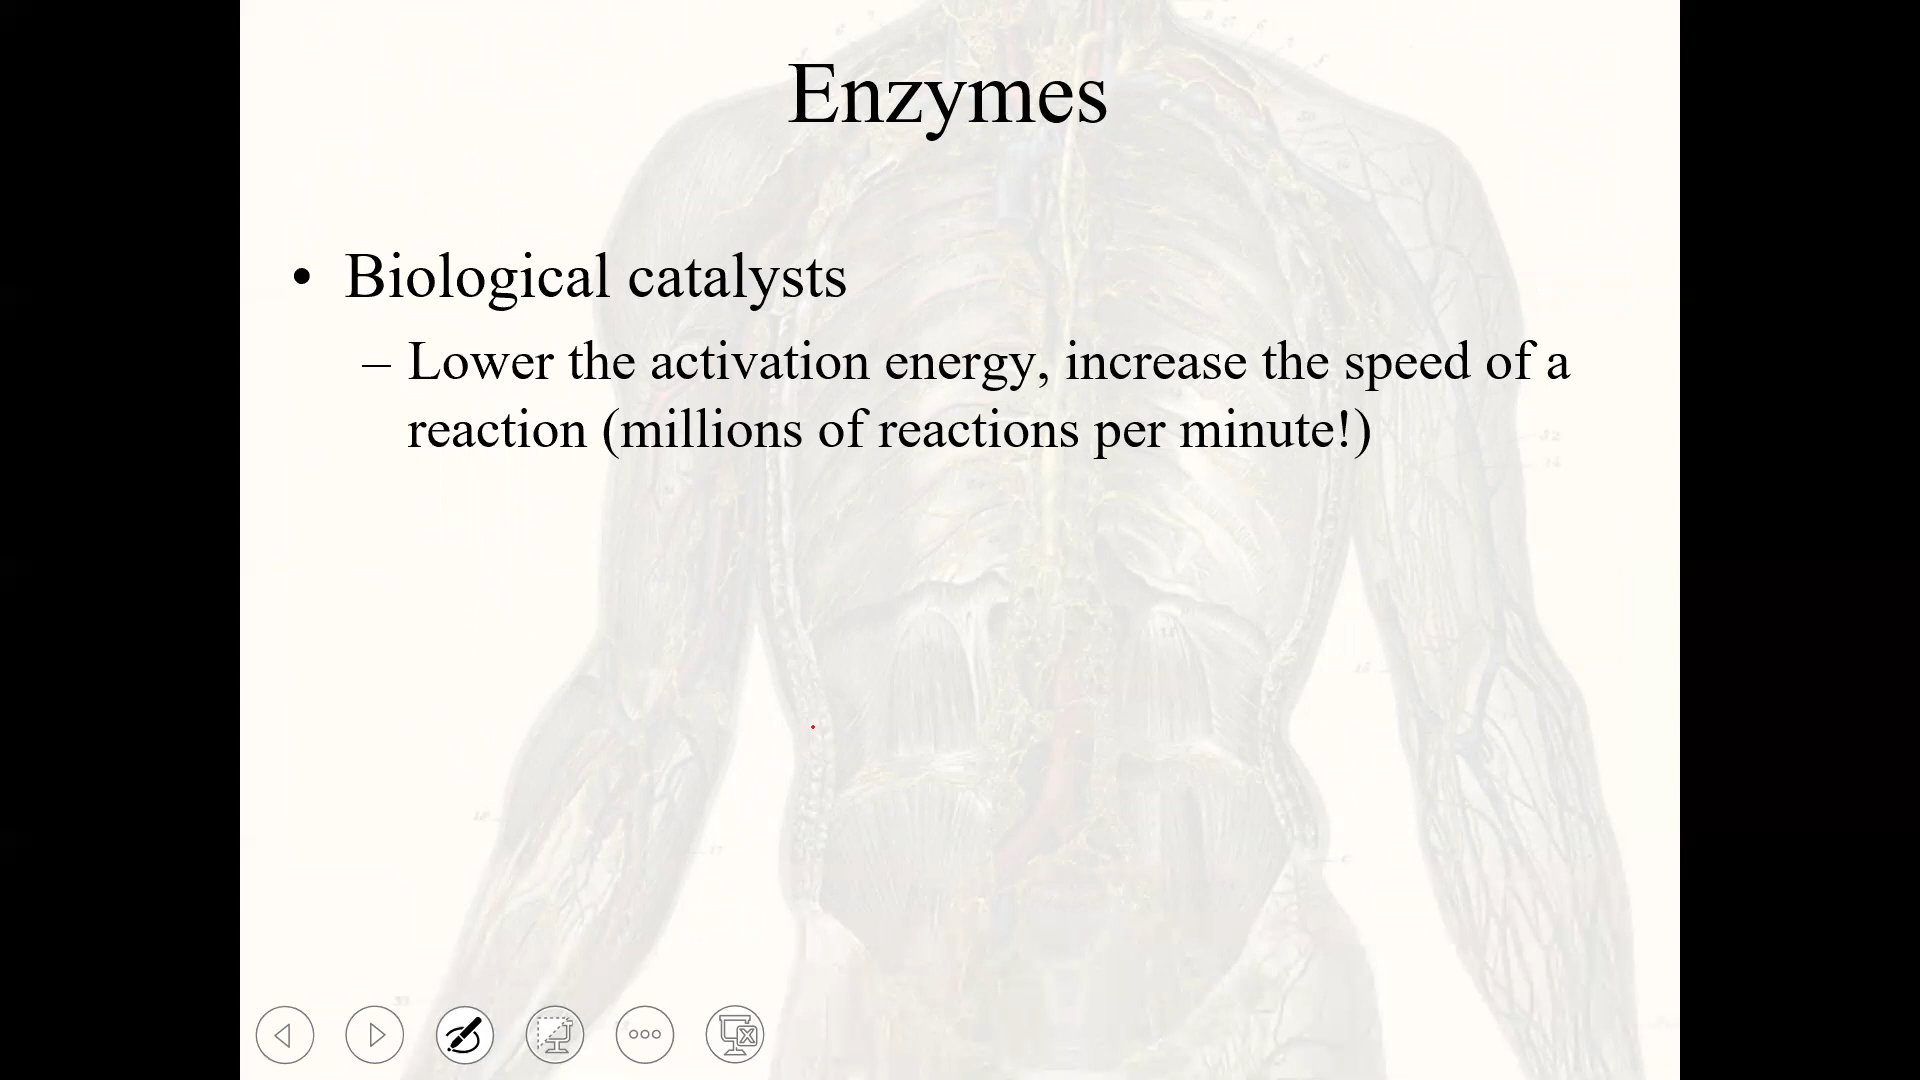 Enzymes
• Biological catalysts
– Lower the activation energy, increase the speed of a
reaction (millions of reactions per minute!)